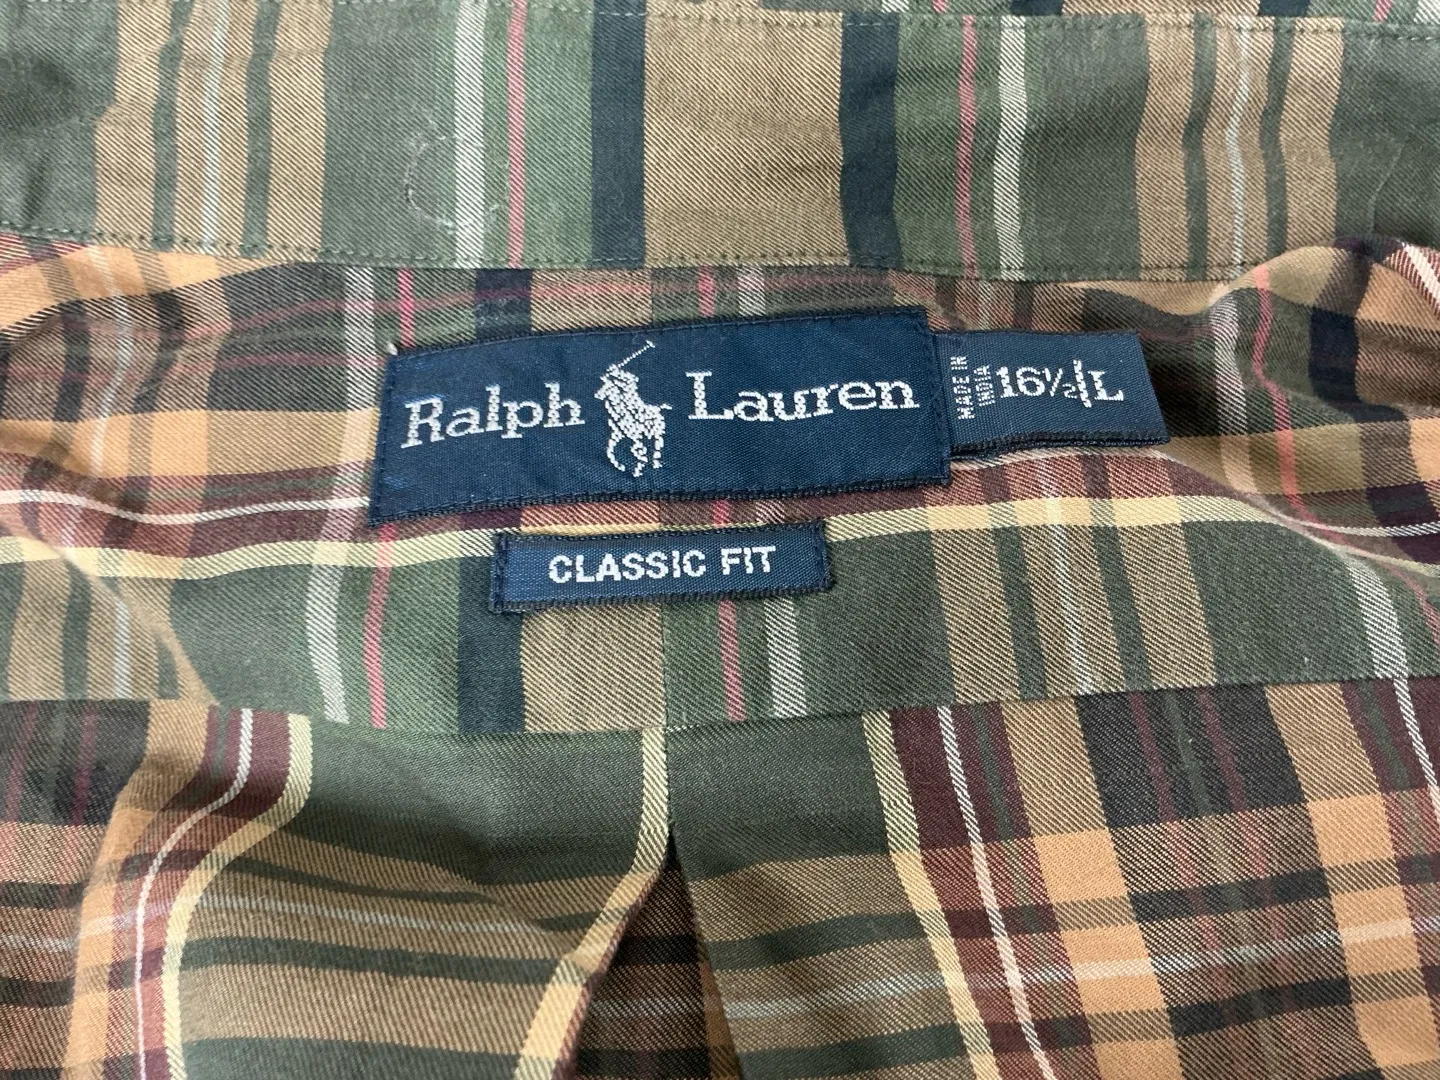 Ralph Lauren
MADE IN
INDIA
16½ L
CLASSIC FIT